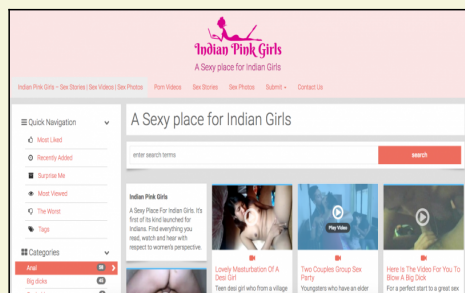 Indian Pink Girls
A Sexy place for Indian Girls
Indian Pink Girls – Sex Stories | Sex Videos | Sex Photos
Porn Videos
Sex Stories
Sex Photos
Submit
Contact Us
Quick Navigation
Most Liked
Recently Added
Surprise Me
Most Viewed
The Worst
Tags
Categories
Anal
Big dicks
A Sexy place for Indian Girls
enter search terms
search
Indian Pink Girls
A Sexy Place For Indian Girls. It's
first of its kind launched for
Indians. Find everything you
read, watch and hear with
respect to women's perspective.
Lovely Masturbation Of A
Desi Girl
Teen desi girl who from a village
Play Video
Two Couples Group Sex
Party
Youngsters who have an elder
Here Is The Video For You To
Blow A Big Dick
For a perfect start to a great sex